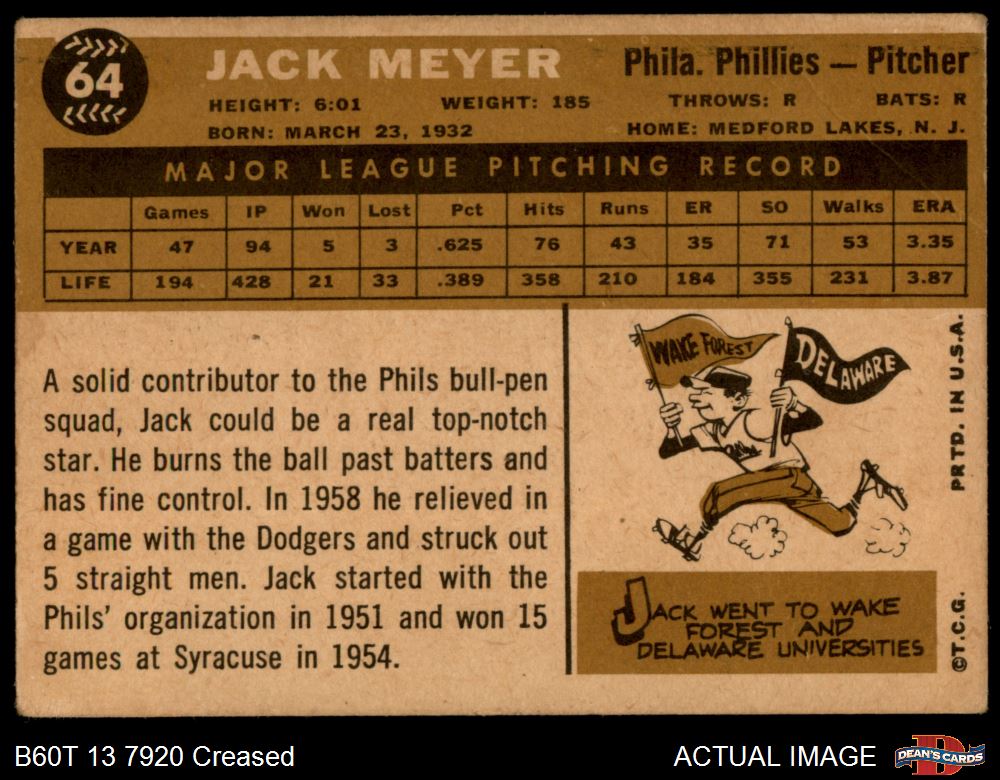 64
JACK MEYER
Phila. Phillies — Pitcher
HEIGHT: 6:01 WEIGHT: 185 THROWS: R BATS: R
BORN: MARCH 23, 1932 HOME: MEDFORD LAKES, N. J.
MAJOR LEAGUE PITCHING RECORD
Games IP Won Lost Pct Hits Runs ER SO Walks ERA
YEAR 47 94 5 3 .625 76 43 35 71 53 3.35
LIFE 194 428 21 33 .389 358 210 184 355 231 3.87
A solid contributor to the Phils bull-pen
squad, Jack could be a real top-notch
star. He burns the ball past batters and
has fine control. In 1958 he relieved in
a game with the Dodgers and struck out
5 straight men. Jack started with the
Phils' organization in 1951 and won 15
games at Syracuse in 1954.
WAKE FOREST
DELAWARE
Phils
JACK WENT TO WAKE
FOREST AND
DELAWARE UNIVERSITIES
PRTD. IN U.S.A.
©T.C.G.
B60T 13 7920 Creased
ACTUAL IMAGE
DEAN'S CARDS